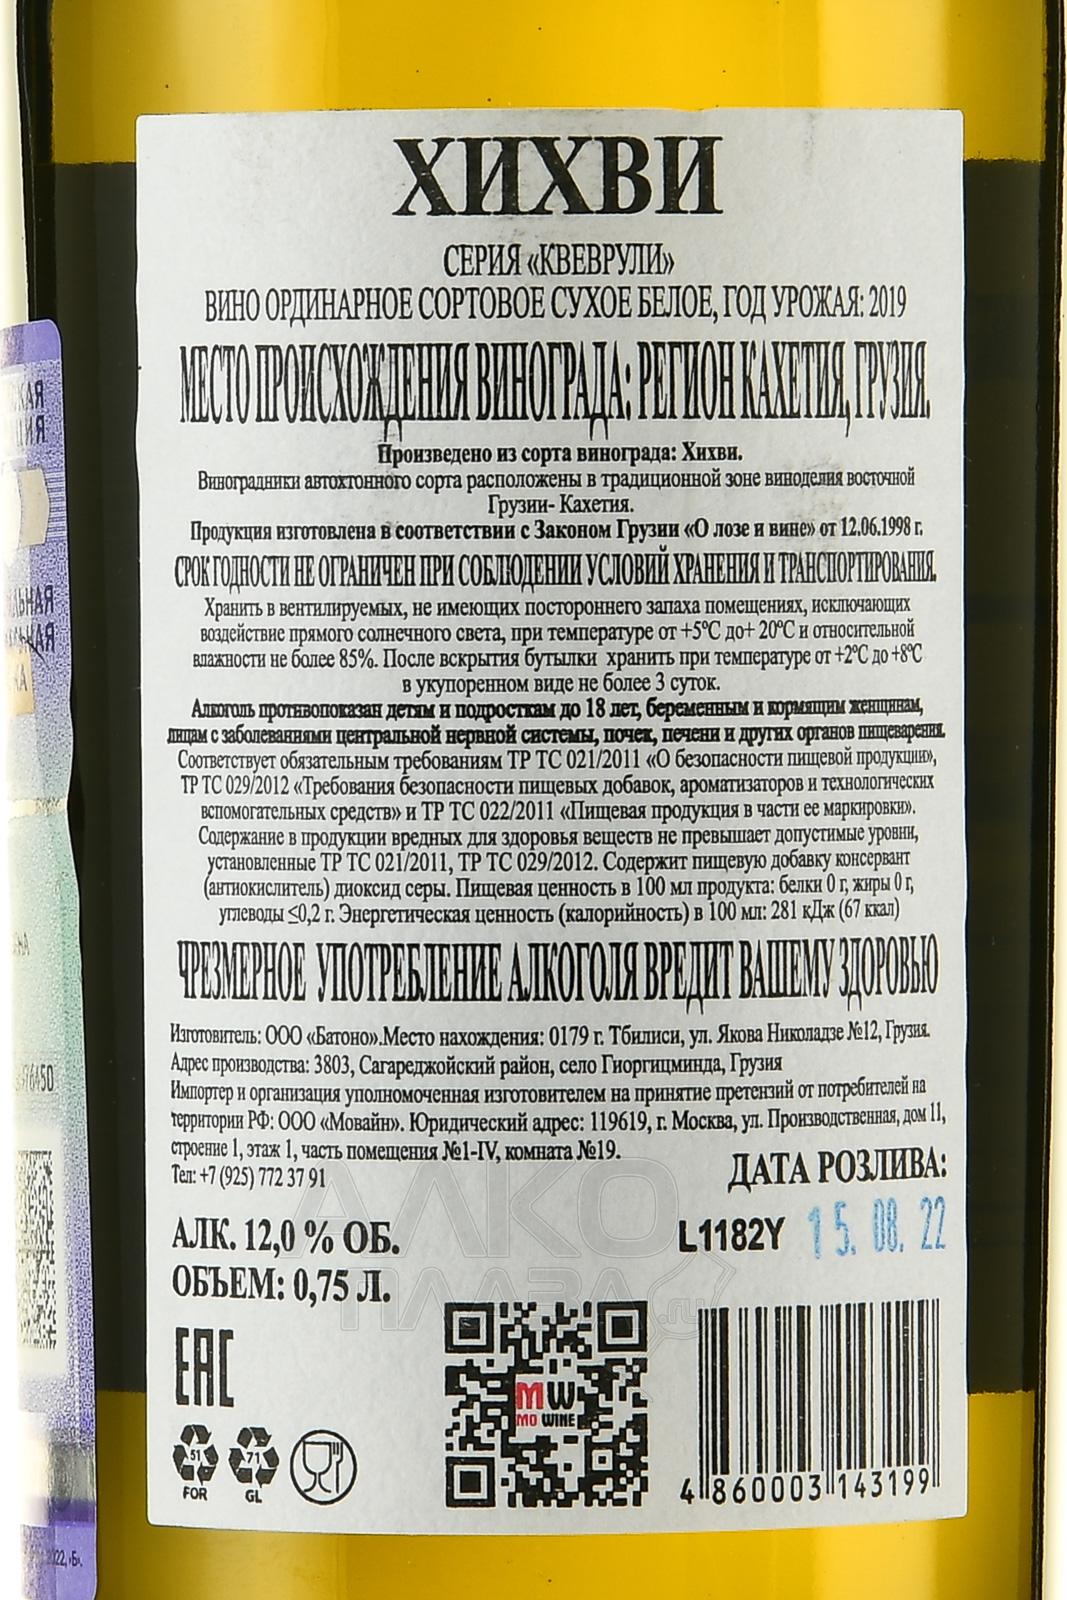 ХИХВИ
СЕРИЯ «КВЕВРУЛИ»
ВИНО ОРДИНАРНОЕ СОРТОВОЕ СУХОЕ БЕЛОЕ, ГОД УРОЖАЯ: 2019
МЕСТО ПРОИСХОЖДЕНИЯ ВИНОГРАДА: РЕГИОН КАХЕТИЯ, ГРУЗИЯ.
Произведено из сорта винограда: Хихви.
Виноградники автохтонного сорта расположены в традиционной зоне виноделия восточной
Грузии- Кахетия.
Продукция изготовлена в соответствии с Законом Грузии «О лозе и вине» от 12.06.1998 г.
СРОК ГОДНОСТИ НЕ ОГРАНИЧЕН ПРИ СОБЛЮДЕНИИ УСЛОВИЙ ХРАНЕНИЯ И ТРАНСПОРТИРОВАНИЯ.
Хранить в вентилируемых, не имеющих постороннего запаха помещениях, исключающих
воздействие прямого солнечного света, при температуре от +5°С до+ 20°С и относительной
влажности не более 85%. После вскрытия бутылки хранить при температуре от +2°С до +8°С
в укупоренном виде не более 3 суток.
Алкоголь противопоказан детям и подросткам до 18 лет, беременным и кормящим женщинам,
лицам с заболеваниями центральной нервной системы, почек, печени и других органов пищеварения.
Соответствует обязательным требованиям ТР ТС 021/2011 «О безопасности пищевой продукции»,
ТР ТС 029/2012 «Требования безопасности пищевых добавок, ароматизаторов и технологических
вспомогательных средств» и ТР ТС 022/2011 «Пищевая продукция в части ее маркировки».
Содержание в продукции вредных для здоровья веществ не превышает допустимые уровни,
установленные ТР ТС 021/2011, ТР ТС 029/2012. Содержит пищевую добавку консервант
(антиокислитель) диоксид серы. Пищевая ценность в 100 мл продукта: белки 0 г, жиры 0 г,
углеводы ≤0,2 г. Энергетическая ценность (калорийность) в 100 мл: 281 кДж (67 ккал)
ЧРЕЗМЕРНОЕ УПОТРЕБЛЕНИЕ АЛКОГОЛЯ ВРЕДИТ ВАШЕМУ ЗДОРОВЬЮ
Изготовитель: ООО «Батоно».Место нахождения: 0179 г. Тбилиси, ул. Якова Николадзе №12, Грузия.
Адрес производства: 3803, Сагареджойский район, село Гиоргицминда, Грузия
Импортер и организация уполномоченная изготовителем на принятие претензий от потребителей на
территории РФ: ООО «Мовайн». Юридический адрес: 119619, г. Москва, ул. Производственная, дом 11,
строение 1, этаж 1, часть помещения №1-IV, комната №19.
Тел: +7 (925) 772 37 91
ДАТА РОЗЛИВА:
L1182Y 15.08.22
АЛК. 12,0 % ОБ.
ОБЪЕМ: 0,75 Л.
АЛКО
ПЛАЗА.ru
EAC
51
FOR
71
GL
MW
MO WINE
4 860003 143199
76450
2022, «Б».